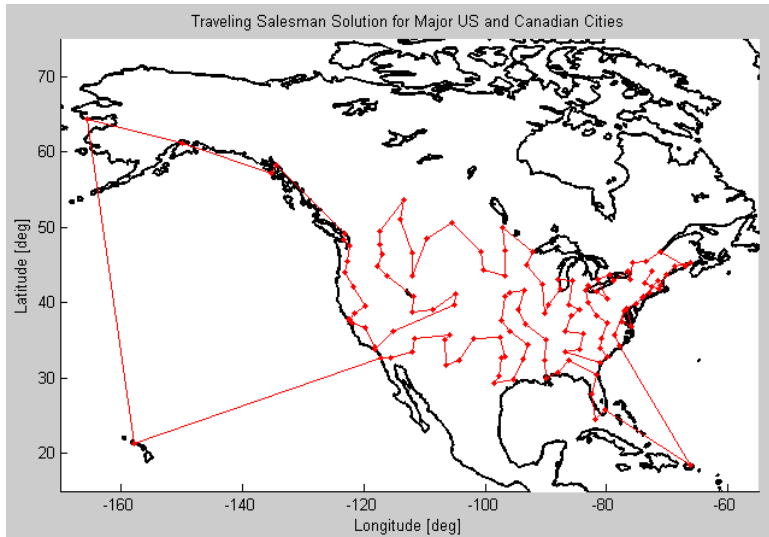 Traveling Salesman Solution for Major US and Canadian Cities
70
60
50
40
30
20
Latitude [deg]
-160 -140 -120 -100 -80 -60
Longitude [deg]